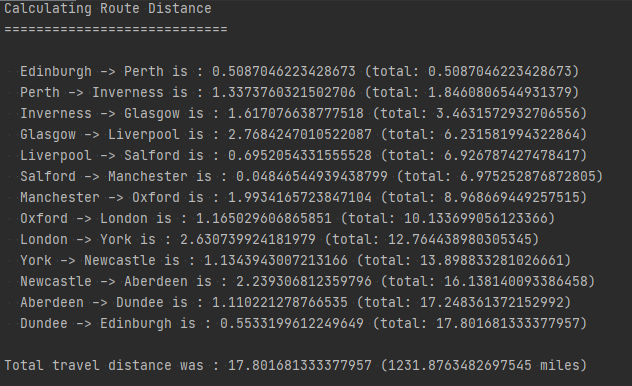 Calculating Route Distance
============================
- Edinburgh -> Perth is : 0.5087046223428673 (total: 0.5087046223428673)
- Perth -> Inverness is : 1.3373760321502706 (total: 1.8460806544931379)
- Inverness -> Glasgow is : 1.617076638777518 (total: 3.4631572932706556)
- Glasgow -> Liverpool is : 2.7684247010522087 (total: 6.231581994322864)
- Liverpool -> Salford is : 0.6952054331555528 (total: 6.926787427478417)
- Salford -> Manchester is : 0.04846544939438799 (total: 6.975252876872805)
- Manchester -> Oxford is : 1.9934165723847104 (total: 8.968669449257515)
- Oxford -> London is : 1.165029606865851 (total: 10.133699056123366)
- London -> York is : 2.630739924181979 (total: 12.764438980305345)
- York -> Newcastle is : 1.1343943007213166 (total: 13.898833281026661)
- Newcastle -> Aberdeen is : 2.239306812359796 (total: 16.138140093386458)
- Aberdeen -> Dundee is : 1.110221278766535 (total: 17.248361372152992)
- Dundee -> Edinburgh is : 0.5533199612249649 (total: 17.801681333377957)
Total travel distance was : 17.801681333377957 (1231.8763482697545 miles)